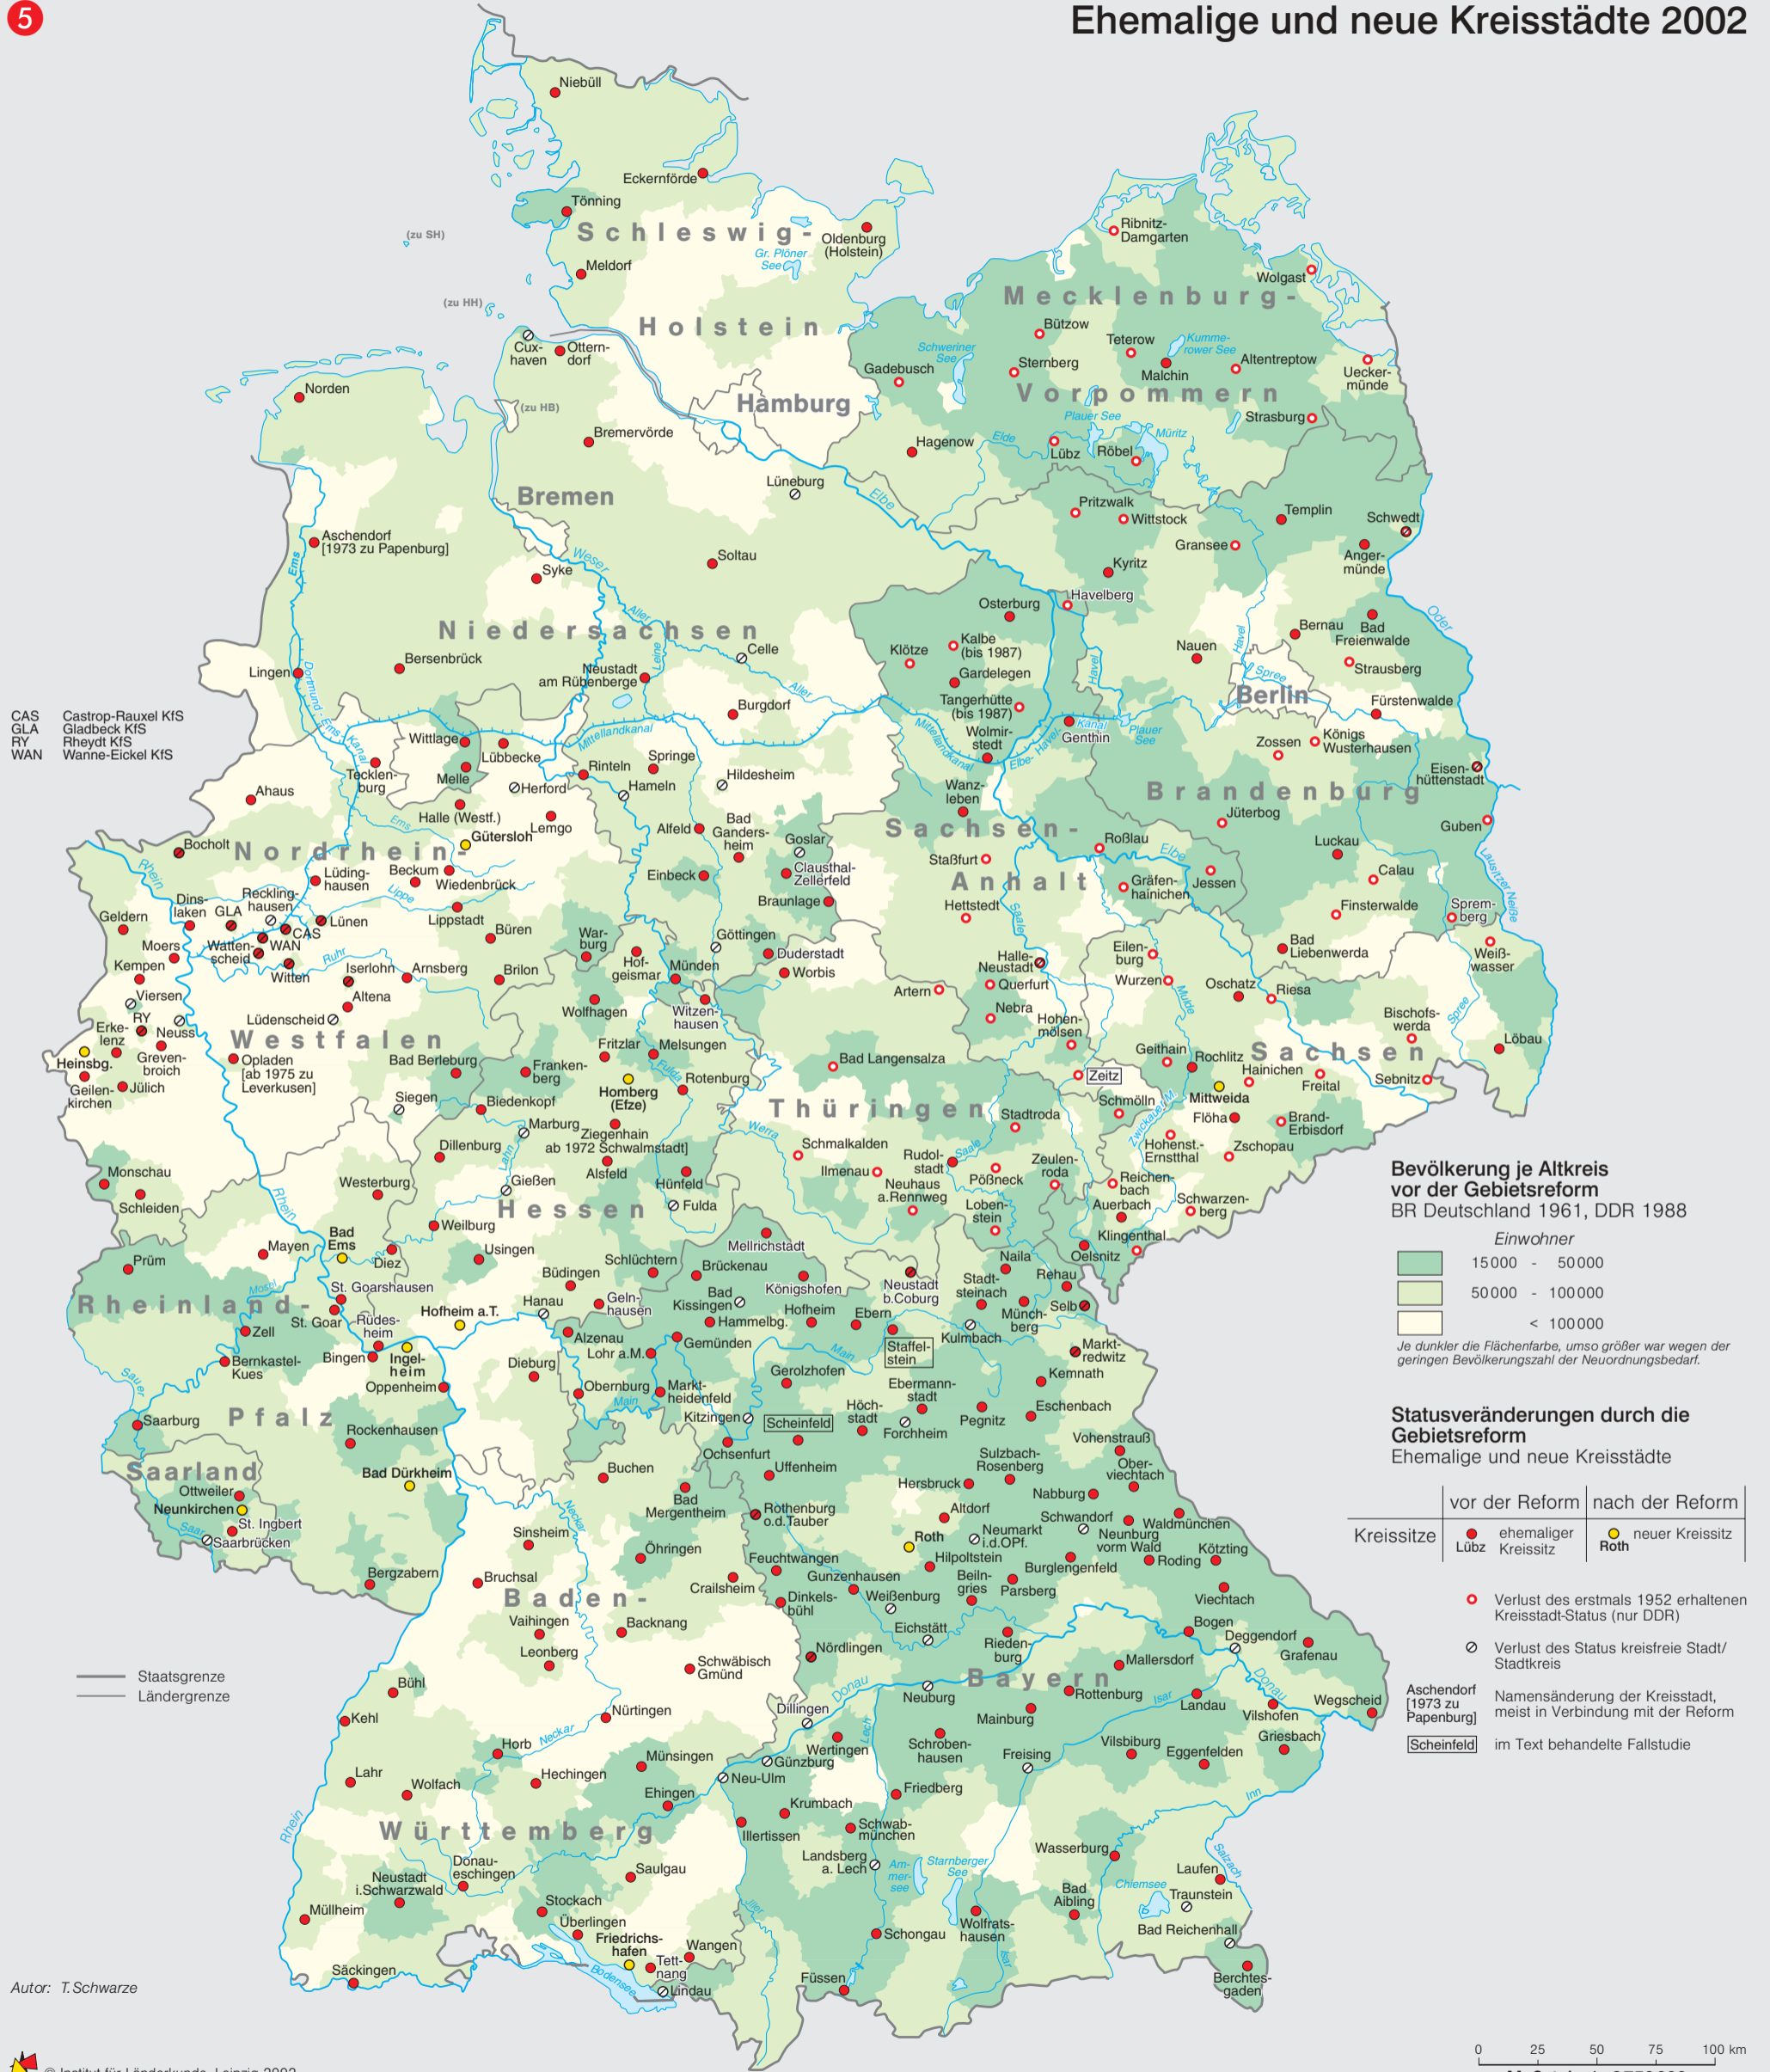 5
Ehemalige und neue Kreisstädte 2002
Niebüll
Eckernförde
Tönning
Schleswig-
(zu SH)
Oldenburg
(Holstein)
Gr. Plöner
See
Meldorf
(zu HH)
Holstein
Cux-
haven
Ottern-
dorf
Ribnitz-
Damgarten
Wolgast
Mecklenburg-
Bützow
Teterow
Kumme-
rower See
Schweriner
See
Sternberg
Malchin
Altentreptow
Gadebusch
Uecker-
münde
Vorpommern
Norden
(zu HB)
Hamburg
Plauer See
Strasburg
Bremervörde
Hagenow
Elde
Müritz
Lübz
Röbel
Lüneburg
Elbe
Bremen
Pritzwalk
Wittstock
Templin
Schwedt
Aschendorf
[1973 zu Papenburg]
Ems
Weser
Soltau
Gransee
Anger-
münde
Syke
Kyritz
Havelberg
Aller
Osterburg
Oder
Niedersachsen
Bernau
Bad
Freienwalde
Kalbe
(bis 1987)
Klötze
Celle
Leine
Nauen
Havel
Strausberg
Bersenbrück
Lingen
Neustadt
am Rübenberge
Gardelegen
Havel
Spree
Aller
Tangerhütte
(bis 1987)
Berlin
Fürstenwalde
Dortmund-Ems-Kanal
Burgdorf
CAS Castrop-Rauxel KfS
GLA Gladbeck KfS
RY Rheydt KfS
WAN Wanne-Eickel KfS
Wittlage
Lübbecke
Mittellandkanal
Mittellandkanal
Wolmir-
stedt
Elbe-Havel-
Kanal
Genthin
Plauer
See
Zossen
Königs
Wusterhausen
Eisen-
hüttenstadt
Tecklen-
burg
Melle
Rinteln
Springe
Hildesheim
Herford
Hameln
Wanz-
leben
Brandenburg
Ahaus
Halle (Westf.)
Lemgo
Bad
Ganders-
heim
Alfeld
Goslar
Jüterbog
Guben
Sachsen-
Gütersloh
Ems
Bocholt
Nordrhein-
Roßlau
Elbe
Luckau
Rhein
Beckum
Wiedenbrück
Einbeck
Clausthal-
Zellerfeld
Staßfurt
Anhalt
Gräfen-
hainichen
Jessen
Calau
Lausitzer Neiße
Lüding-
hausen
Lippe
Dins-
laken
GLA
Reckling-
hausen
Lünen
Lippstadt
Braunlage
Hettstedt
Saale
Finsterwalde
Sprem-
berg
Geldern
CAS
Büren
War-
burg
Göttingen
Bad
Liebenwerda
Moers
Watten-
scheid
WAN
Ruhr
Hof-
geismar
Duderstadt
Halle-
Neustadt
Eilen-
burg
Weiß-
wasser
Kempen
Witten
Iserlohn
Arnsberg
Brilon
Münden
Worbis
Wurzen
Oschatz
Riesa
Viersen
Altena
Wolfhagen
Witzen-
hausen
Artern
Querfurt
Nebra
Mulde
Spree
Bischofs-
werda
RY
Neuss
Lüdenscheid
Hohen-
mölsen
Erke-
lenz
Westfalen
Fritzlar
Melsungen
Geithain
Rochlitz
Sachsen
Löbau
Heinsbg.
Greven-
broich
Opladen
[ab 1975 zu
Leverkusen]
Bad Berleburg
Franken-
berg
Fulda
Bad Langensalza
Hainichen
Freital
Sebnitz
Geilen-
kirchen
Jülich
Homberg
(Efze)
Rotenburg
Zeitz
Mittweida
Siegen
Biedenkopf
Thüringen
Stadtroda
Schmölln
Flöha
Brand-
Erbisdorf
Marburg
Ziegenhain
ab 1972 Schwalmstadt]
Werra
Zwickauer M.
Hohenst.-
Ernstthal
Zschopau
Dillenburg
Lahn
Alsfeld
Schmalkalden
Saale
Rudol-
stadt
Monschau
Ilmenau
Pößneck
Zeulen-
roda
Reichen-
bach
Westerburg
Gießen
Hünfeld
Neuhaus
a.Rennweg
Schwarzen-
berg
Schleiden
Rhein
Hessen
Fulda
Loben-
stein
Auerbach
Weilburg
Bad
Ems
Mellrichstadt
Klingenthal
Mayen
Diez
Usingen
Oelsnitz
Prüm
Schlüchtern
Brückenau
Naila
Mosel
St. Goarshausen
Büdingen
Königshofen
Neustadt
b.Coburg
Stadt-
steinach
Rehau
Rheinland-
St. Goar
Hofheim a.T.
Hanau
Geln-
hausen
Bad
Kissingen
Hofheim
Ebern
Selb
Münch-
berg
Rüdes-
heim
Hammelbg.
Kulmbach
Zell
Alzenau
Gemünden
Staffel-
stein
Bingen
Ingel-
heim
Lohr a.M.
Main
Markt-
redwitz
Bernkastel-
Kues
Dieburg
Gerolzhofen
Kemnath
Sauer
Oppenheim
Obernburg
Main
Markt-
heidenfeld
Ebermann-
stadt
Höch-
stadt
Saarburg
Pfalz
Kitzingen
Scheinfeld
Forchheim
Pegnitz
Eschenbach
Rockenhausen
Ochsenfurt
Vohenstrauß
Saarland
Bad Dürkheim
Buchen
Uffenheim
Sulzbach-
Rosenberg
Ober-
viechtach
Ottweiler
Bad
Mergentheim
Hersbruck
Nabburg
Neunkirchen
Neckar
Rothenburg
o.d.Tauber
Altdorf
Waldmünchen
St. Ingbert
Sinsheim
Schwandorf
Saar
Saarbrücken
Roth
Neumarkt
i.d.OPf.
Neunburg
vorm Wald
Öhringen
Feuchtwangen
Hilpoltstein
Burglengenfeld
Roding
Kötzting
Bergzabern
Bruchsal
Crailsheim
Gunzenhausen
Beiln-
gries
Parsberg
Viechtach
Baden-
Dinkels-
bühl
Weißenburg
Vaihingen
Backnang
Eichstätt
Bogen
Deggendorf
Leonberg
Nördlingen
Rieden-
burg
Mallersdorf
Grafenau
Schwäbisch
Gmünd
Bayern
Donau
Bühl
Donau
Neuburg
Rottenburg
Isar
Landau
Wegscheid
Kehl
Nürtingen
Dillingen
Mainburg
Vilshofen
Neckar
Lech
Wertingen
Schroben-
hausen
Griesbach
Horb
Münsingen
Günzburg
Freising
Vilsbiburg
Eggenfelden
Lahr
Hechingen
Neu-Ulm
Wolfach
Ehingen
Friedberg
Inn
Krumbach
Rhein
Württemberg
Illertissen
Schwab-
münchen
Wasserburg
Salzach
Landsberg
a. Lech
Am-
mer-
see
Starnberger
See
Laufen
Donau-
eschingen
Saulgau
Chiemsee
Traunstein
Neustadt
i.Schwarzwald
Bad
Aibling
Müllheim
Stockach
Iller
Wolfrats-
hausen
Bad Reichenhall
Überlingen
Schongau
Friedrichs-
hafen
Wangen
Isar
Tett-
nang
Säckingen
Bodensee
Lindau
Füssen
Berchtes-
gaden
Bevölkerung je Altkreis
vor der Gebietsreform
BR Deutschland 1961, DDR 1988
Einwohner
15000 - 50000
50000 - 100000
< 100000
Je dunkler die Flächenfarbe, umso größer war wegen der
geringen Bevölkerungszahl der Neuordnungsbedarf.
Statusveränderungen durch die
Gebietsreform
Ehemalige und neue Kreisstädte
vor der Reform nach der Reform
Kreissitze
Lübz
ehemaliger
Kreissitz
Roth
neuer Kreissitz
Verlust des erstmals 1952 erhaltenen
Kreisstadt-Status (nur DDR)
Verlust des Status kreisfreie Stadt/
Stadtkreis
Aschendorf
[1973 zu
Papenburg]
Namensänderung der Kreisstadt,
meist in Verbindung mit der Reform
Scheinfeld
im Text behandelte Fallstudie
Staatsgrenze
Ländergrenze
Autor: T.Schwarze
0 25 50 75 100 km